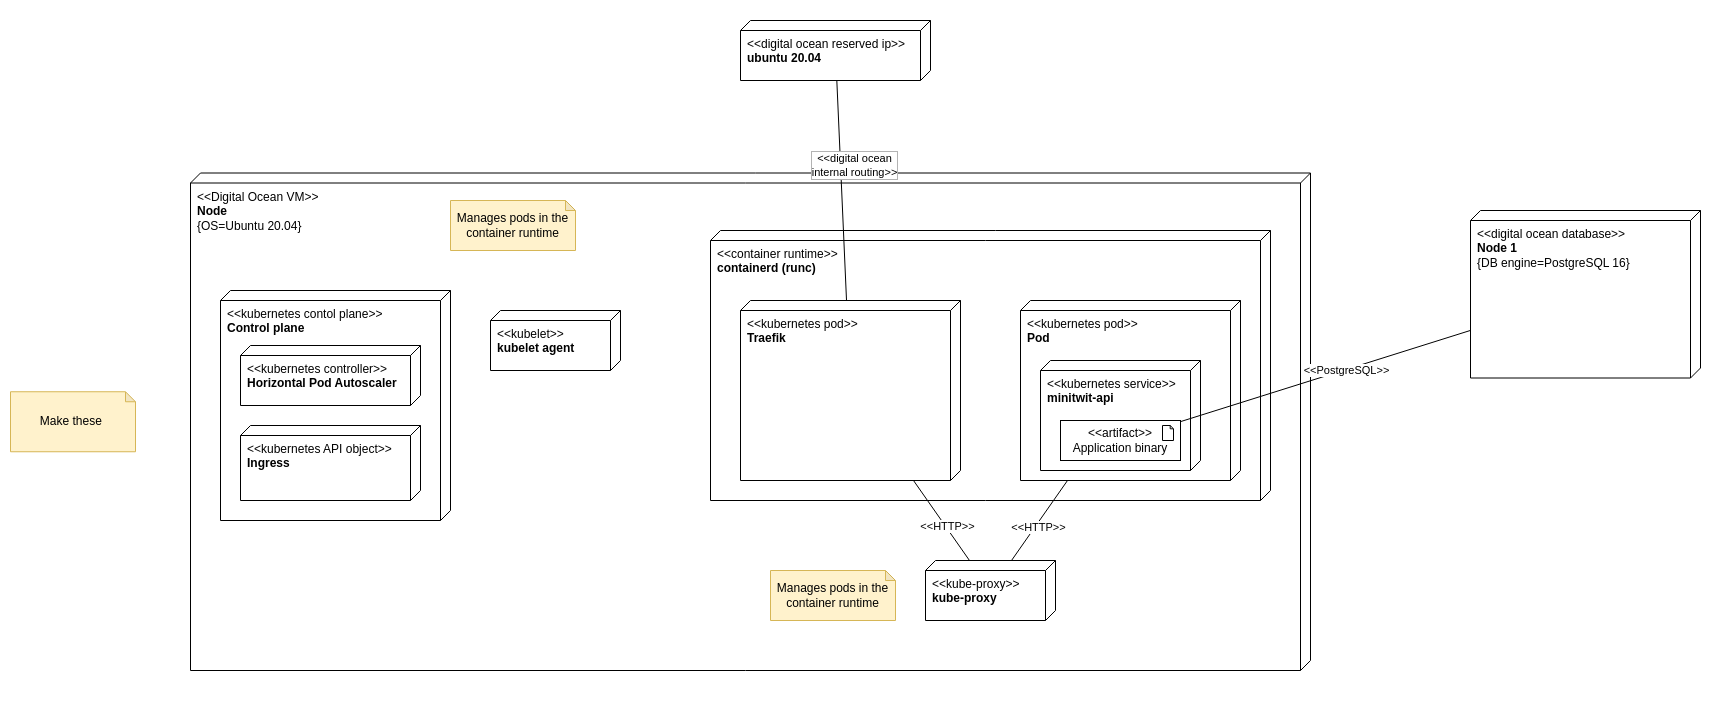 <<digital ocean reserved ip>>
ubuntu 20.04
<<digital ocean
internal routing>>
<<Digital Ocean VM>>
Node
{OS=Ubuntu 20.04}
Manages pods in the
container runtime
<<container runtime>>
containerd (runc)
<<digital ocean database>>
Node 1
{DB engine=PostgreSQL 16}
<<kubernetes contol plane>>
Control plane
<<kubelet>>
kubelet agent
<<kubernetes pod>>
Traefik
<<kubernetes pod>>
Pod
<<kubernetes controller>>
Horizontal Pod Autoscaler
<<kubernetes service>>
minitwit-api
<<PostgreSQL>>
Make these
<<artifact>>
Application binary
<<kubernetes API object>>
Ingress
<<HTTP>>
<<HTTP>>
Manages pods in the
container runtime
<<kube-proxy>>
kube-proxy